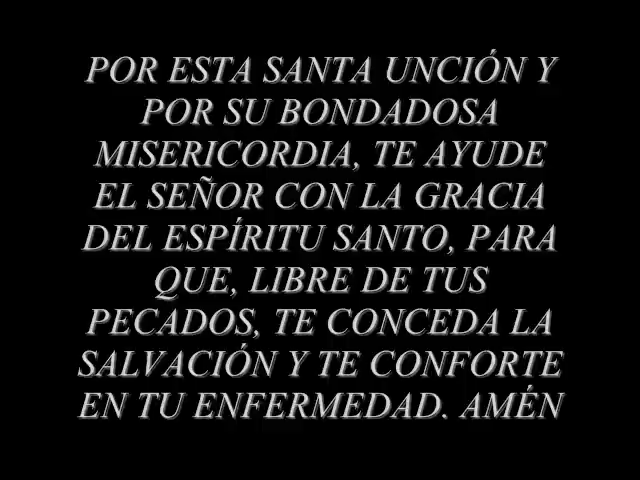 POR ESTA SANTA UNCIÓN Y
POR SU BONDADOSA
MISERICORDIA, TE AYUDE
EL SEÑOR CON LA GRACIA
DEL ESPÍRITU SANTO, PARA
QUE, LIBRE DE TUS
PECADOS, TE CONCEDA LA
SALVACIÓN Y TE CONFORTE
EN TU ENFERMEDAD. AMÉN